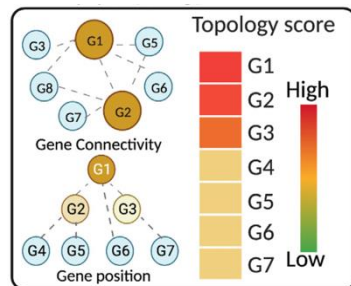 G1
G3
G5
G8
G6
G7
G2
Gene Connectivity
G1
G2
G3
G4
G5
G6
G7
Gene position
Topology score
G1
G2
G3
G4
G5
G6
G7
High
Low